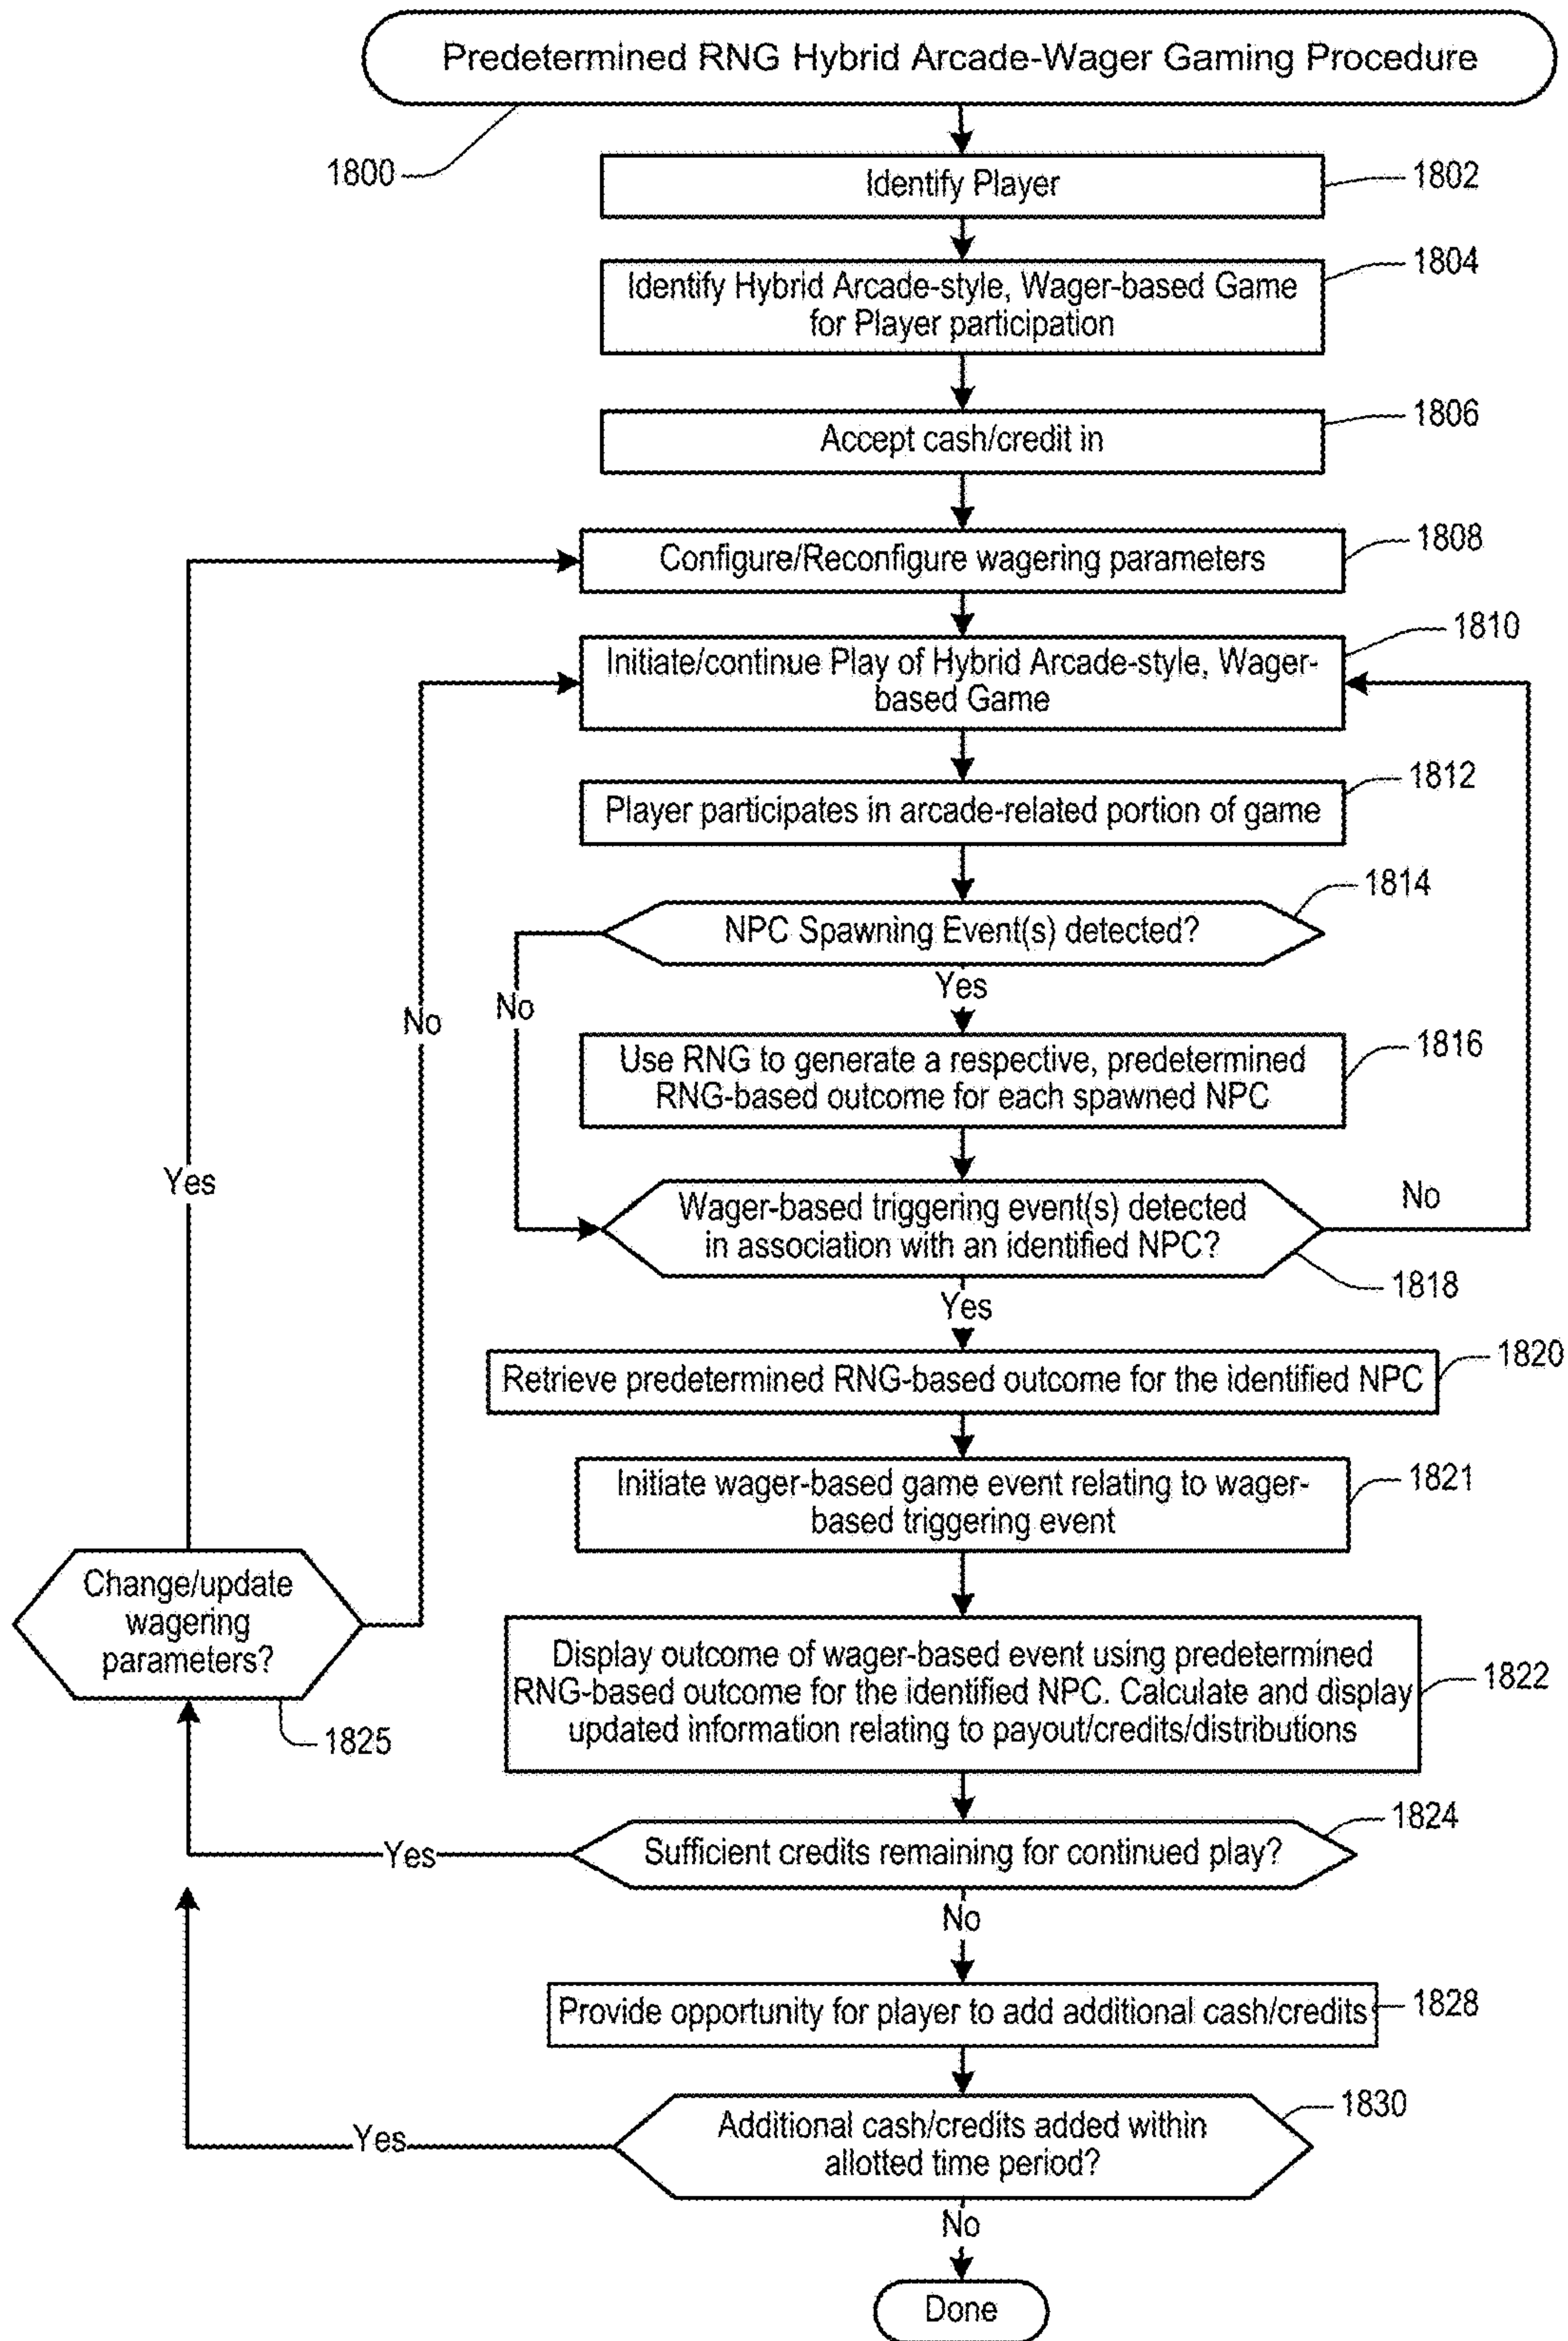 Predetermined RNG Hybrid Arcade-Wager Gaming Procedure
1800
Identify Player
1802
Identify Hybrid Arcade-style, Wager-based Game
for Player participation
1804
Accept cash/credit in
1806
Configure/Reconfigure wagering parameters
1808
Initiate/continue Play of Hybrid Arcade-style, Wager-
based Game
1810
Player participates in arcade-related portion of game
1812
NPC Spawning Event(s) detected?
1814
Yes
No
No
Use RNG to generate a respective, predetermined
RNG-based outcome for each spawned NPC
1816
Yes
Wager-based triggering event(s) detected
in association with an identified NPC?
No
1818
Yes
Retrieve predetermined RNG-based outcome for the identified NPC
1820
Initiate wager-based game event relating to wager-
based triggering event
1821
Change/update
wagering
parameters?
1825
Display outcome of wager-based event using predetermined
RNG-based outcome for the identified NPC. Calculate and display
updated information relating to payout/credits/distributions
1822
Sufficient credits remaining for continued play?
1824
Yes
No
Provide opportunity for player to add additional cash/credits
1828
Additional cash/credits added within
allotted time period?
1830
Yes
No
Done